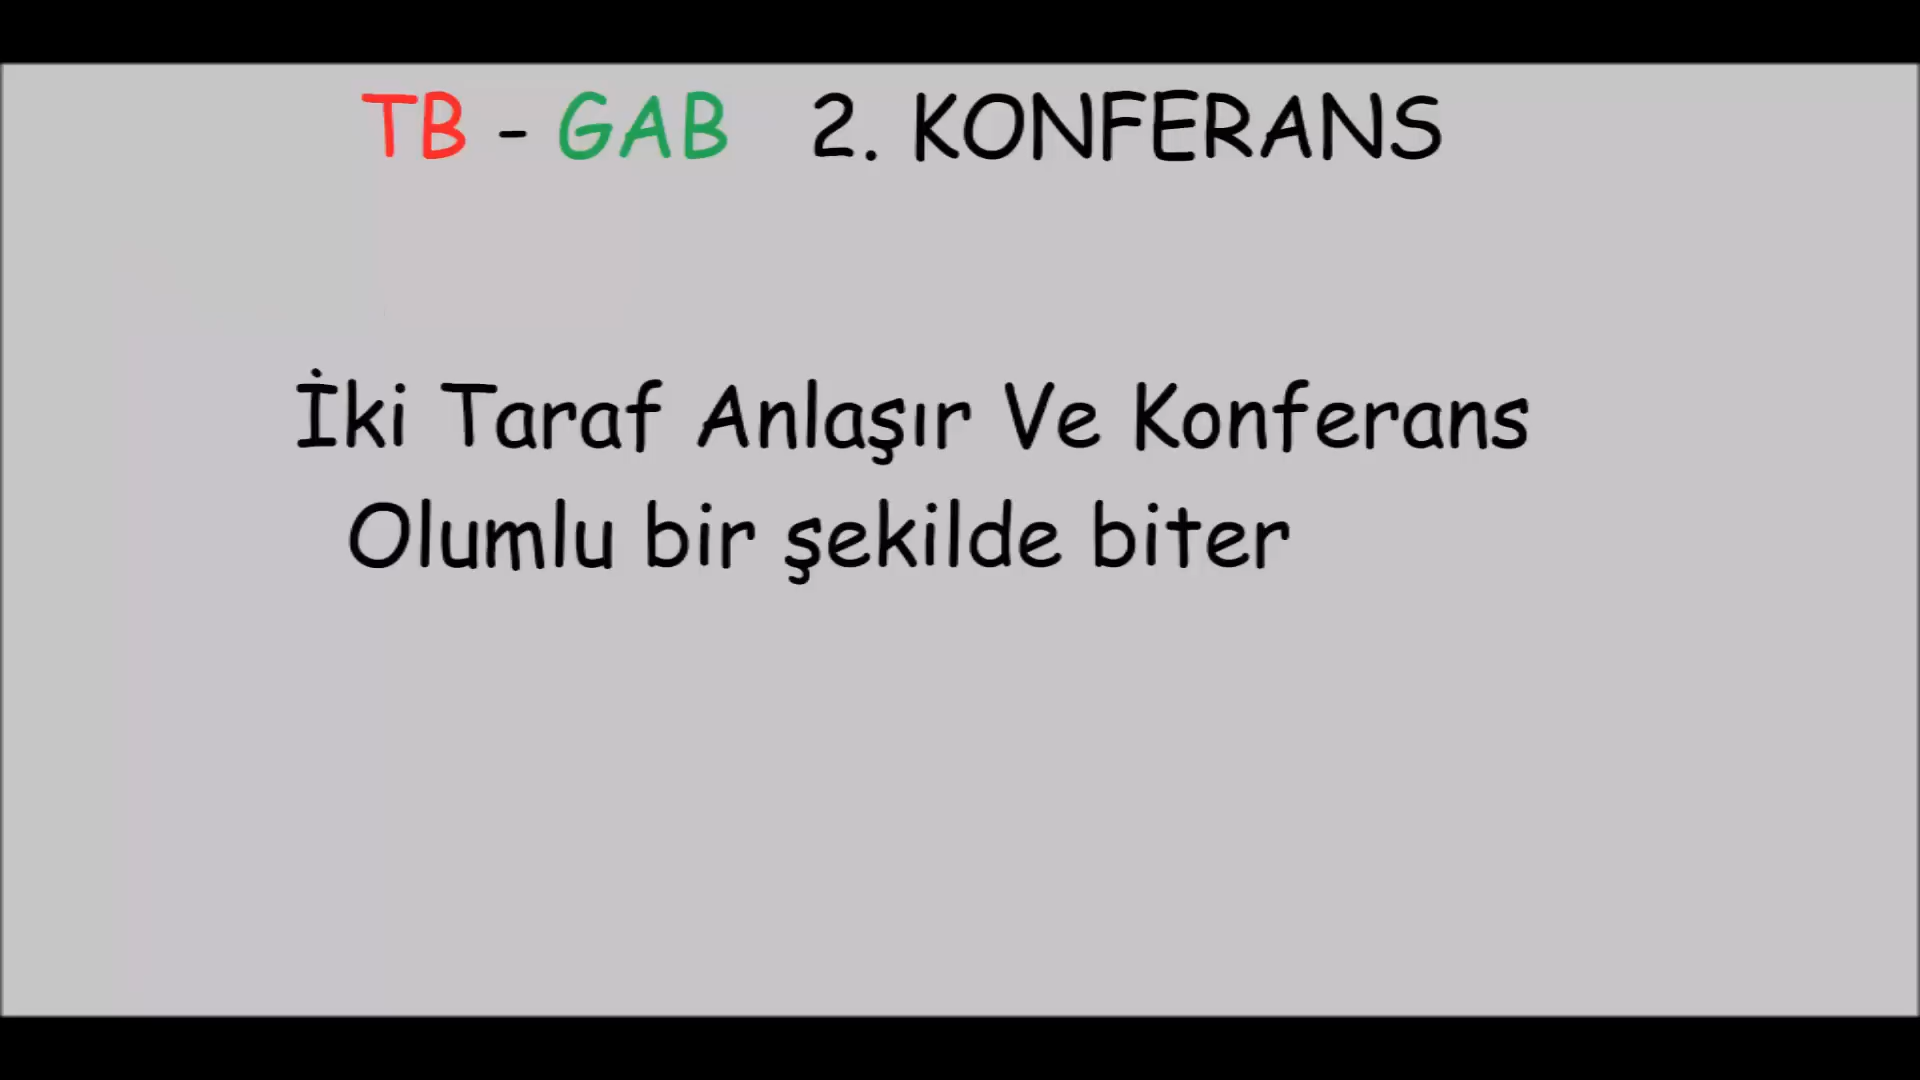 TB - GAB 2. KONFERANS
İki Taraf Anlaşır Ve Konferans
Olumlu bir şekilde biter